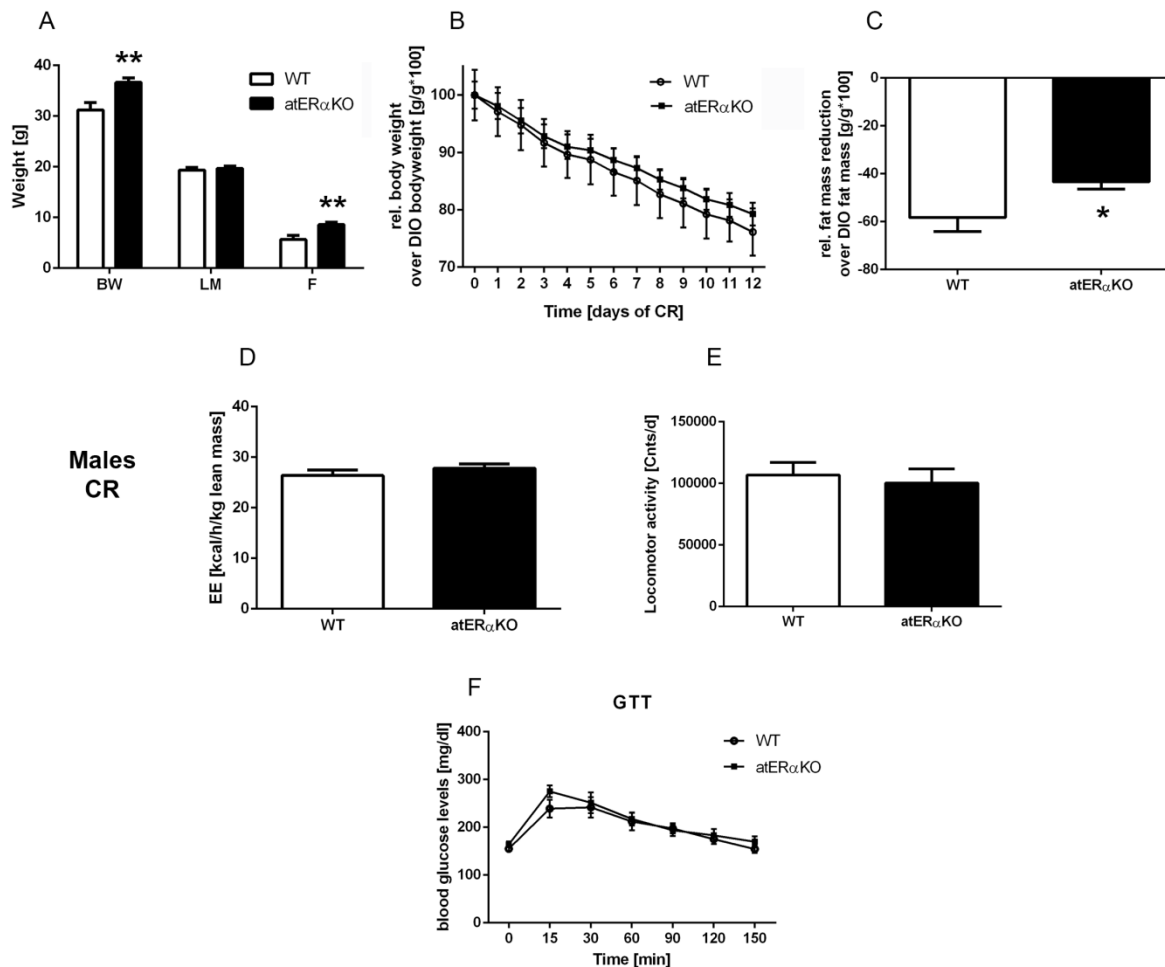 A
**
WT
atERαKO
40
30
20
10
0
Weight [g]
**
BW LM F
B
WT
atERαKO
100
90
80
70
rel. body weight
over DIO bodyweight [g/g*100]
0 1 2 3 4 5 6 7 8 9 10 11 12
Time [days of CR]
C
0
-20
-40
-60
-80
rel. fat mass reduction
over DIO fat mass [g/g*100]
*
WT atERαKO
Males
CR
D
40
30
20
10
0
EE [kcal/h/kg lean mass]
WT atERαKO
E
150000
100000
50000
0
Locomotor activity [Cnts/d]
WT atERαKO
F
GTT
WT
atERαKO
400
300
200
100
0
blood glucose levels [mg/dl]
0 15 30 60 90 120 150
Time [min]